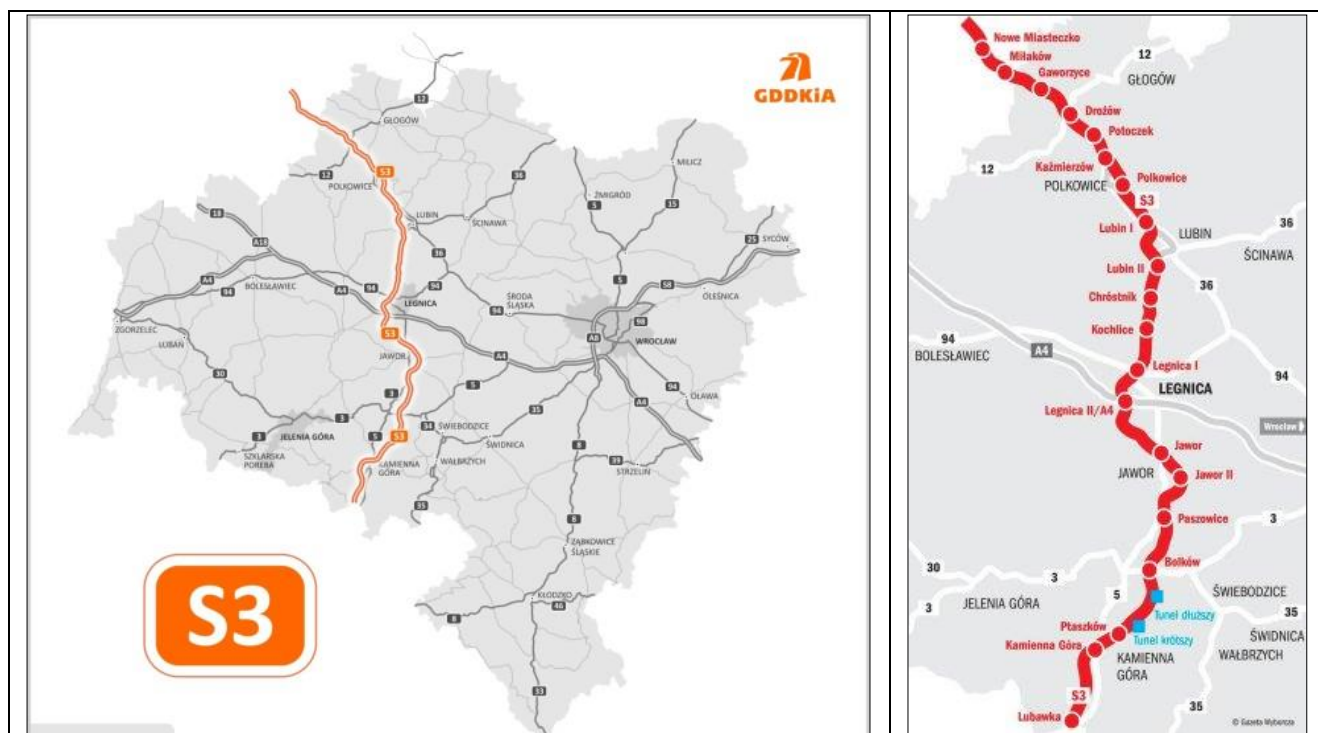 GDDKiA
12
GŁOGÓW
S3
12
POLKOWICE
36
MILICZ
ŻMIGRÓD
5
15
18
LUBIN
ŚCINAWA
25
SYCÓW
A18
36
A4
94
BOLESŁAWIEC
A4
94
LEGNICA
94
5
S8
OLEŚNICA
ŚRODA
ŚLĄSKA
94
ZGORZELEC
S3
98
A8
WROCŁAW
LUBAŃ
JAWOR
A4
30
94
OŁAWA
3
5
35
A4
3
JELENIA GÓRA
5
S3
34
ŚWIEBODZICE
3
SZKLARSKA
PORĘBA
KAMIENNA
GÓRA
WAŁBRZYCH
ŚWIDNICA
8
39
STRZELIN
35
8
ZĄBKOWICE
ŚLĄSKIE
S3
KŁODZKO
46
8
33
Nowe Miasteczko
Miłaków
12
Gaworzyce
GŁOGÓW
Drożów
Potoczek
Kaźmierzów
12
POLKOWICE
Polkowice
S3
Lubin I
LUBIN
36
ŚCINAWA
Lubin II
36
Chróstnik
Kochlice
94
BOLESŁAWIEC
A4
Legnica I
LEGNICA
94
Legnica II/A4
Wrocław
Jawor
JAWOR
Jawor II
Paszowice
3
Bolków
30
3
5
ŚWIEBODZICE
3
JELENIA GÓRA
Tunel dłuższy
35
Ptaszków
Tunel krótszy
ŚWIDNICA
Kamienna Góra
KAMIENNA
GÓRA
WAŁBRZYCH
S3
35
Lubawka
© Gazeta Wyborcza